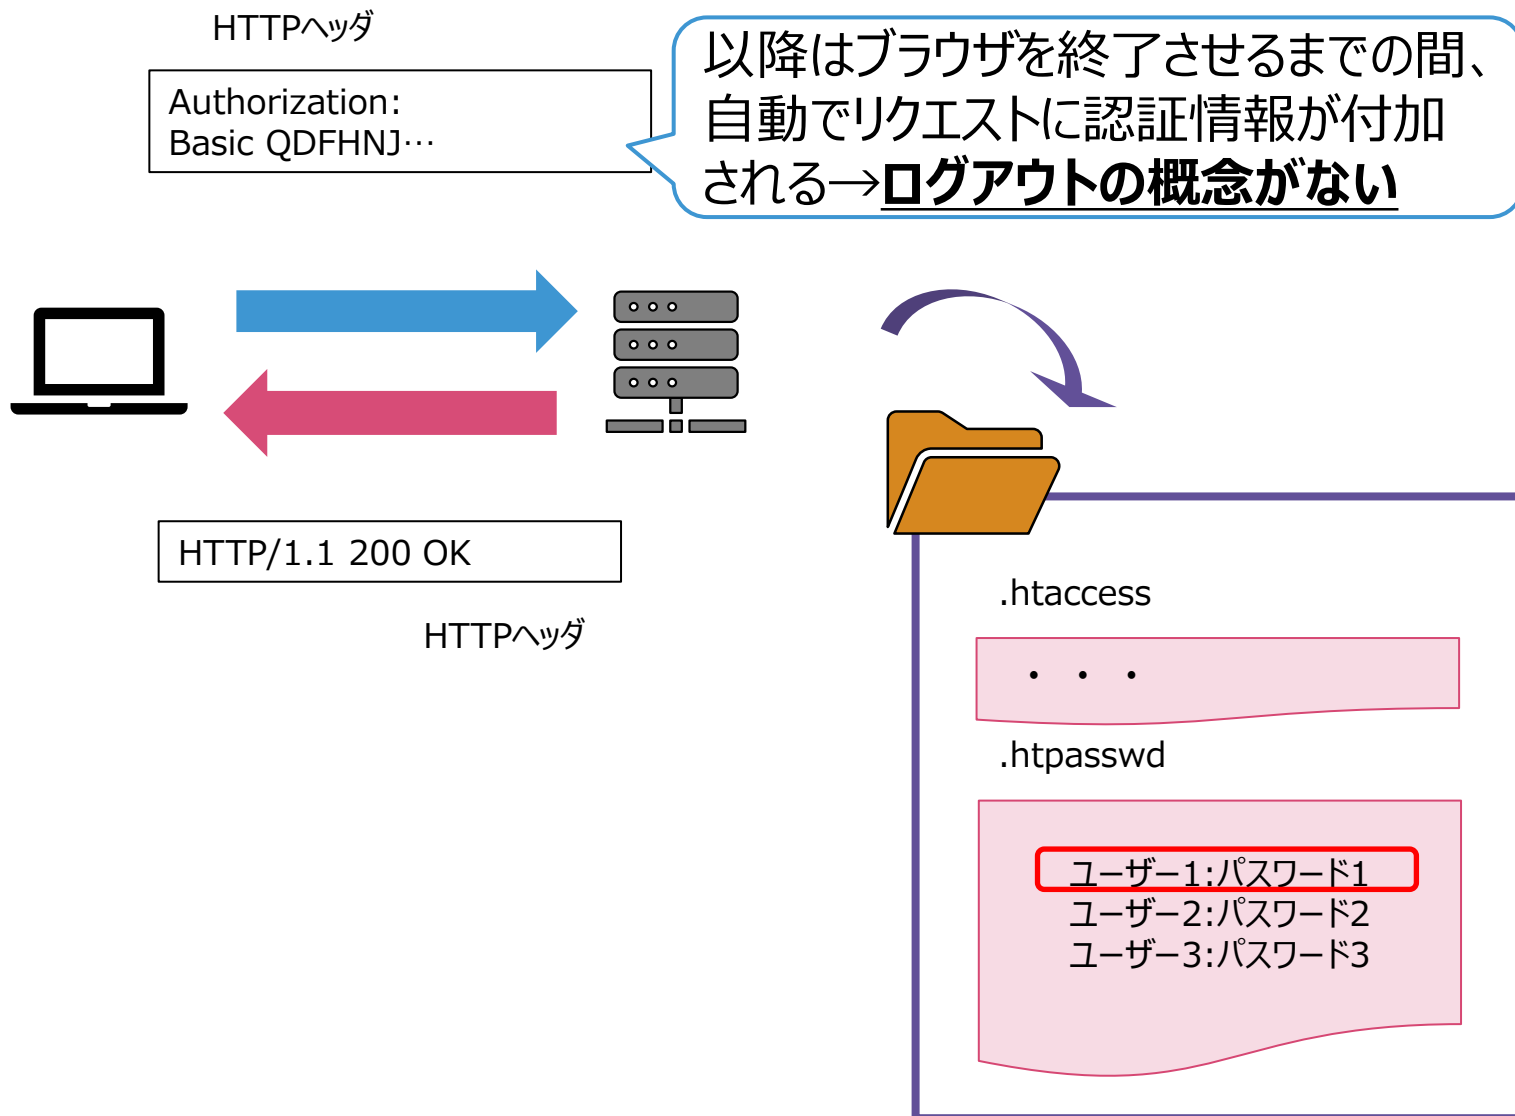 HTTPヘッダ
Authorization:
Basic QDFHNJ…
以降はブラウザを終了させるまでの間、
自動でリクエストに認証情報が付加
される→ログアウトの概念がない
HTTP/1.1 200 OK
HTTPヘッダ
.htaccess
・・・
.htpasswd
ユーザー1:パスワード1
ユーザー2:パスワード2
ユーザー3:パスワード3